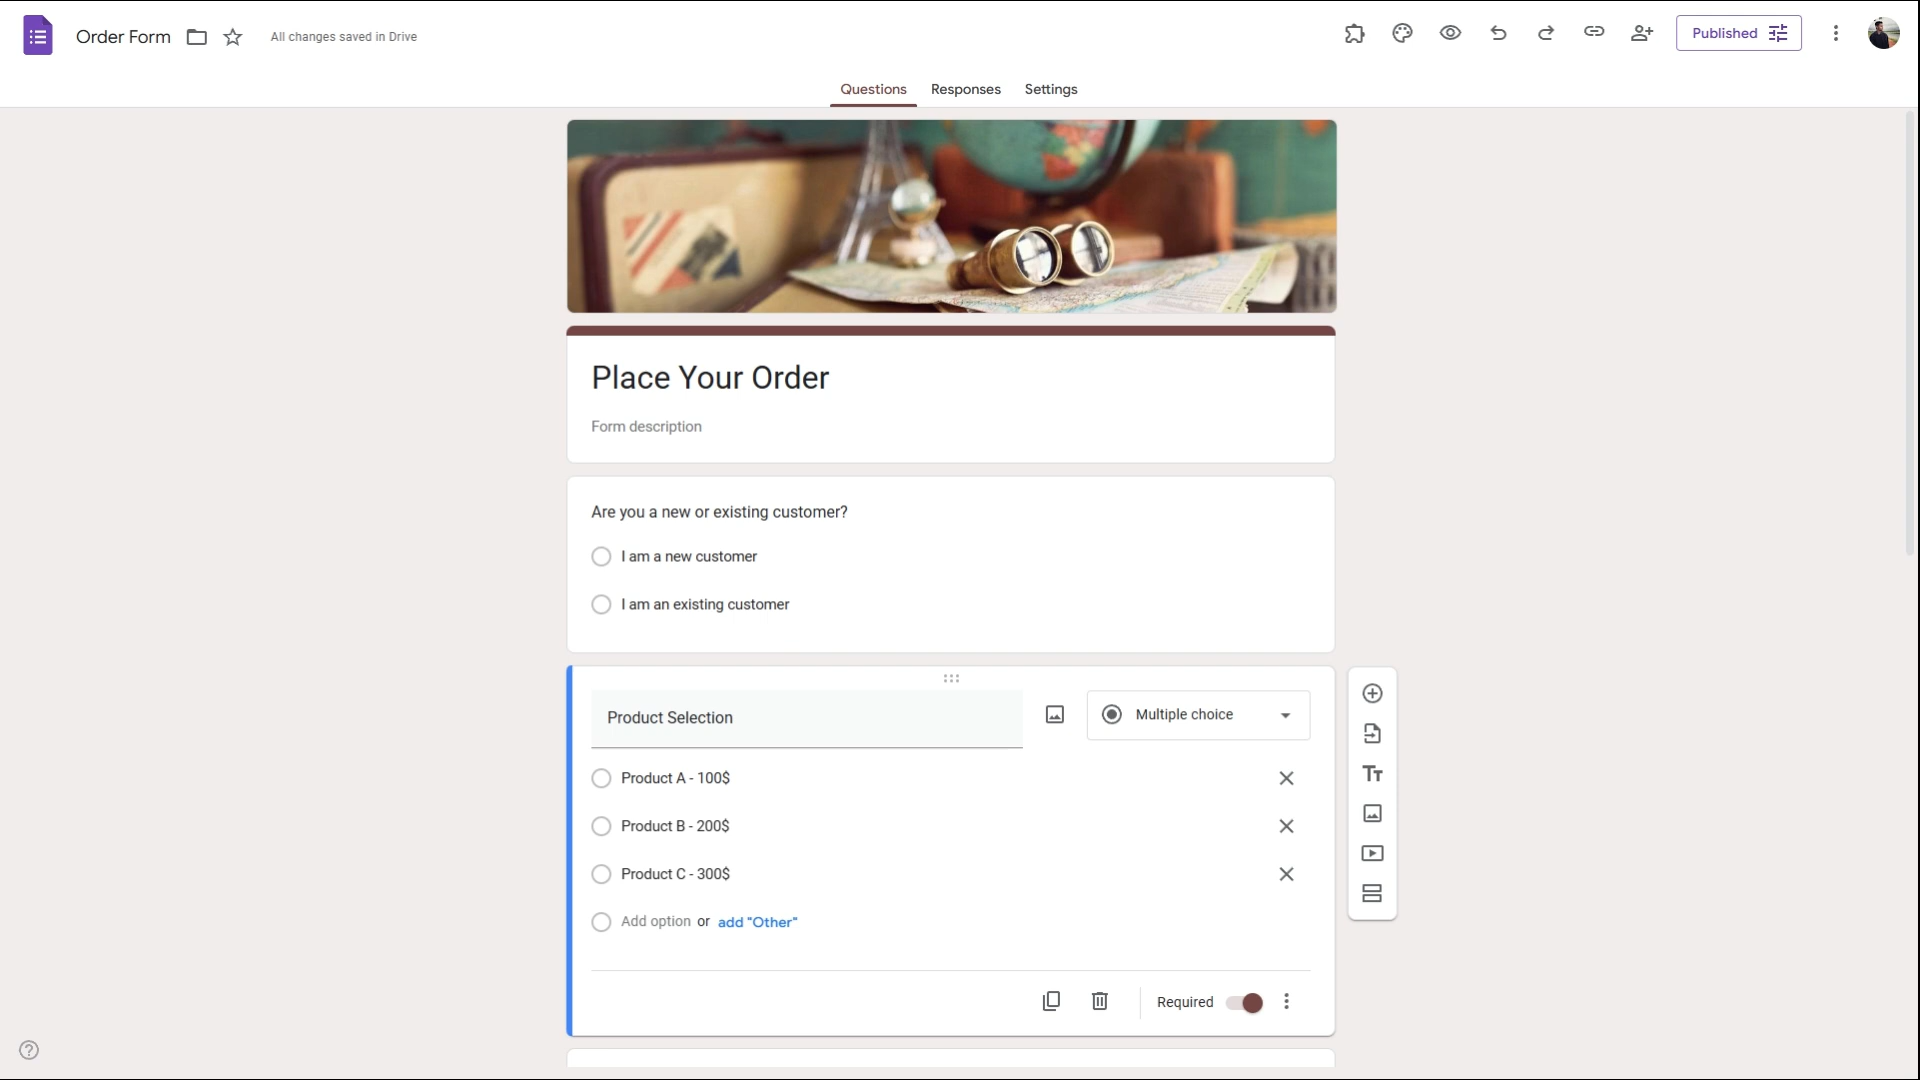 Order Form
All changes saved in Drive
Published
Questions Responses Settings
Place Your Order
Form description
Are you a new or existing customer?
I am a new customer
I am an existing customer
Product Selection
Multiple choice
Product A - 100$
Product B - 200$
Product C - 300$
Add option or add "Other"
Required